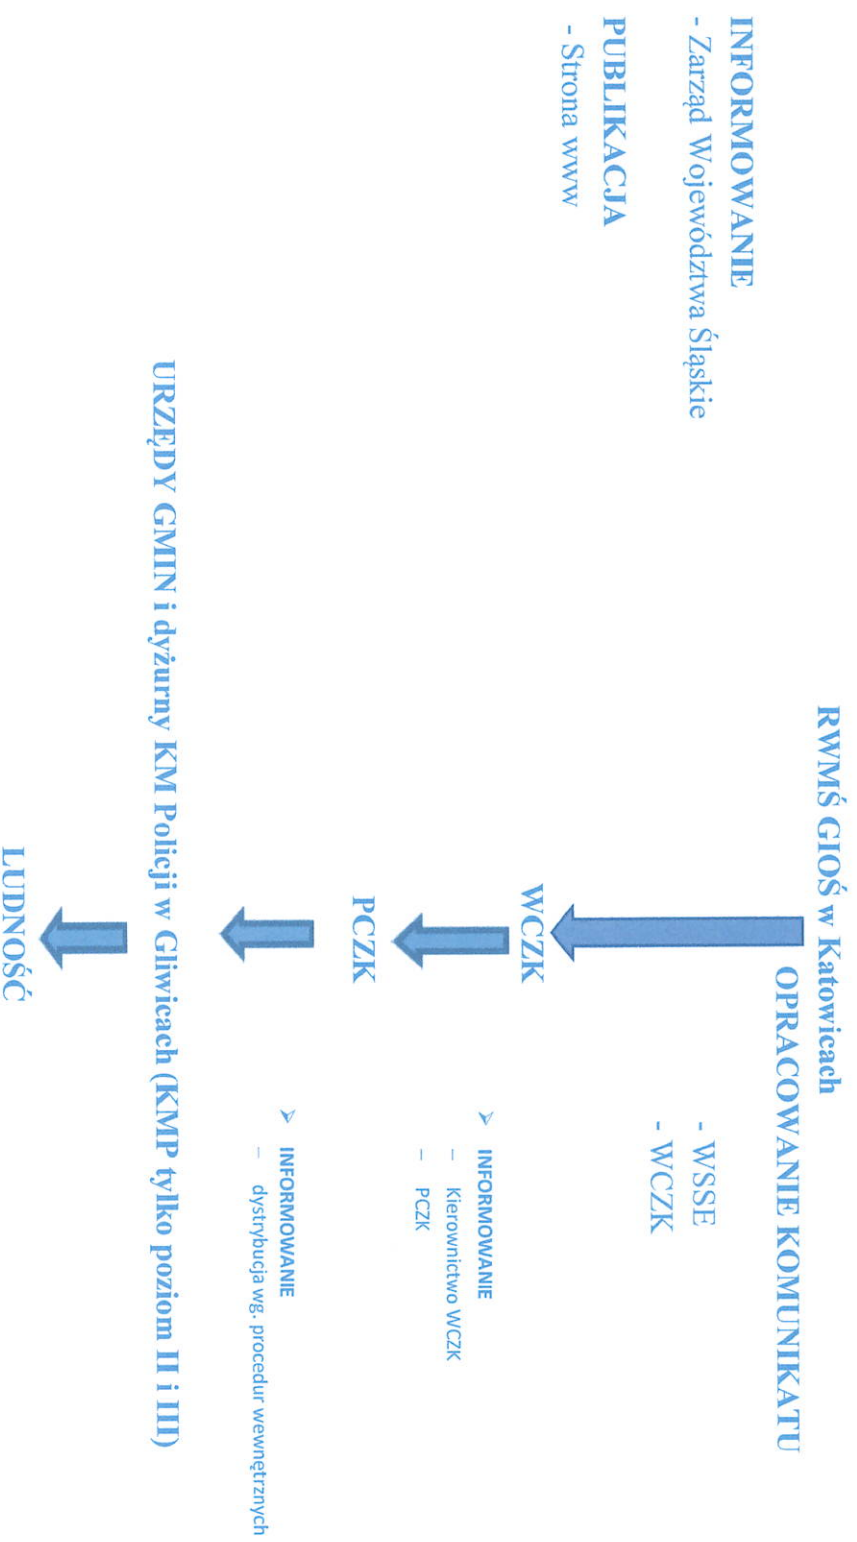 RWMŚ GIOŚ w Katowicach
OPRACOWANIE KOMUNIKATU
INFORMOWANIE
- Zarząd Województwa Śląskie
- WSSE
- WCZK
PUBLIKACJA
- Strona www
WCZK
➢ INFORMOWANIE
– Kierownictwo WCZK
– PCZK
PCZK
➢ INFORMOWANIE
– dystrybucja wg. procedur wewnętrznych
URZĘDY GMIN i dyżurny KM Policji w Gliwicach (KMP tylko poziom II i III)
LUDNOŚĆ